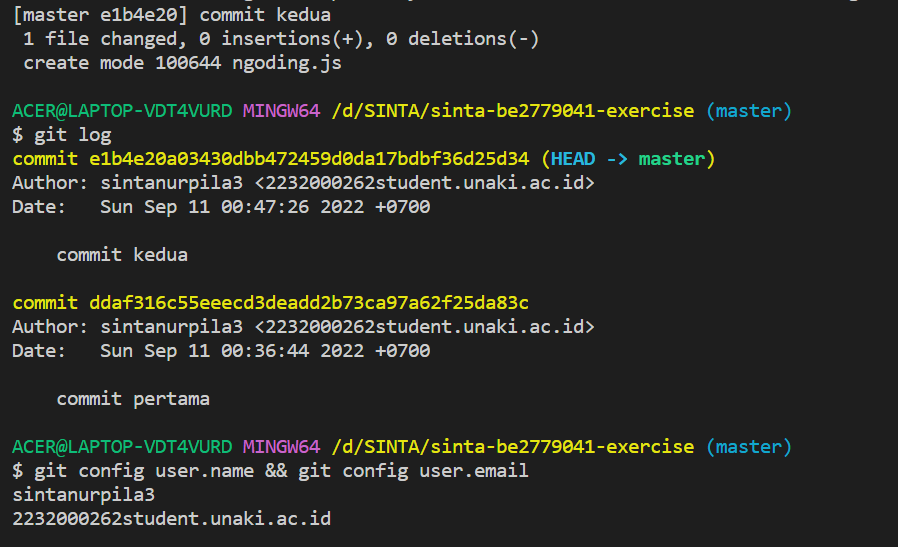 [master e1b4e20] commit kedua
 1 file changed, 0 insertions(+), 0 deletions(-)
 create mode 100644 ngoding.js
ACER@LAPTOP-VDT4VURD MINGW64 /d/SINTA/sinta-be2779041-exercise (master)
$ git log
commit e1b4e20a03430dbb472459d0da17bdbf36d25d34 (HEAD -> master)
Author: sintanurpila3 <2232000262student.unaki.ac.id>
Date:   Sun Sep 11 00:47:26 2022 +0700
    commit kedua
commit ddaf316c55eeecd3deadd2b73ca97a62f25da83c
Author: sintanurpila3 <2232000262student.unaki.ac.id>
Date:   Sun Sep 11 00:36:44 2022 +0700
    commit pertama
ACER@LAPTOP-VDT4VURD MINGW64 /d/SINTA/sinta-be2779041-exercise (master)
$ git config user.name && git config user.email
sintanurpila3
2232000262student.unaki.ac.id